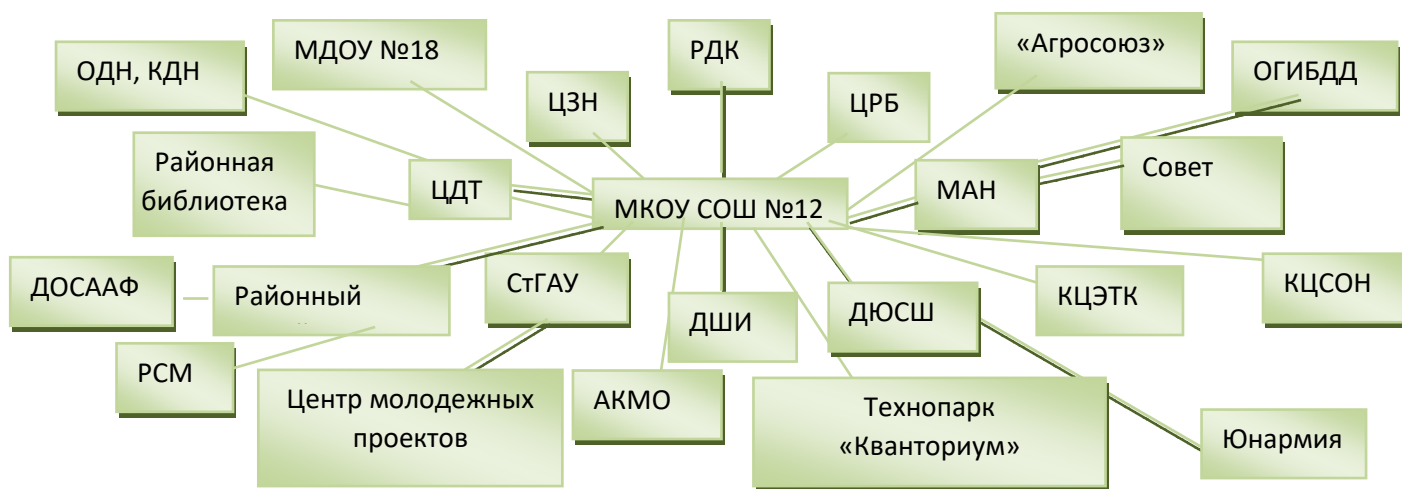 ОДН, КДН
МДОУ №18
ЦЗН
РДК
ЦРБ
«Агросоюз»
ОГИБДД
Районная
библиотека
ЦДТ
МКОУ СОШ №12
МАН
Совет
ДОСААФ
Районный
СтГАУ
ДШИ
ДЮСШ
КЦЭТК
КЦСОН
РСМ
Центр молодежных
проектов
АКМО
Технопарк
«Кванториум»
Юнармия